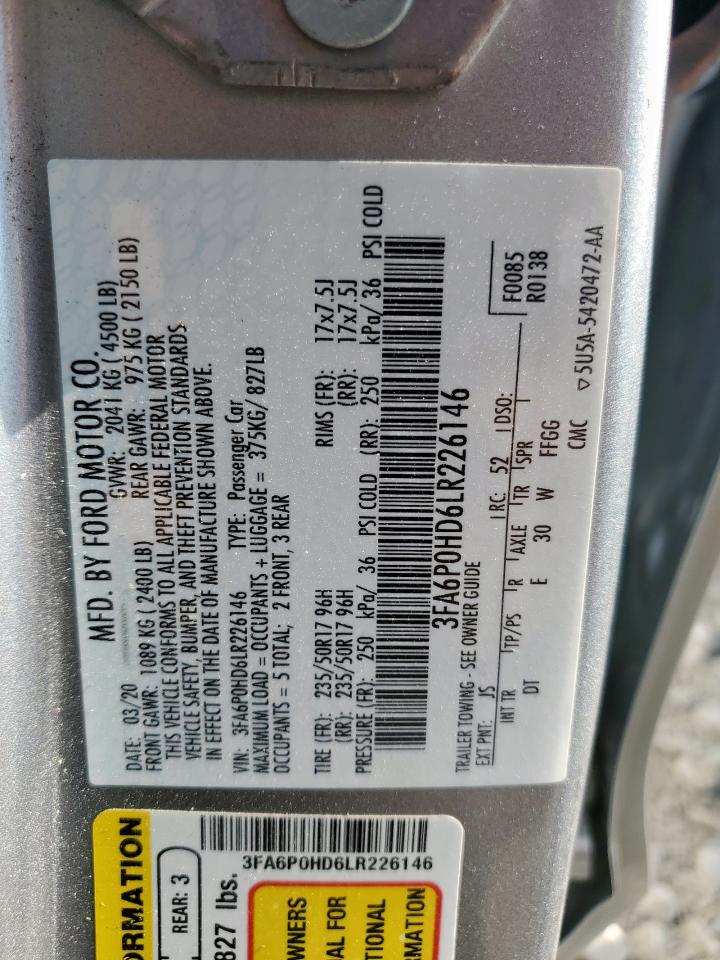 MFD. BY FORD MOTOR CO.
DATE: 03/20 GVWR: 2041 KG ( 4500 LB)
FRONT GAWR: 1089 KG ( 2400 LB) REAR GAWR: 975 KG ( 2150 LB)
THIS VEHICLE CONFORMS TO ALL APPLICABLE FEDERAL MOTOR
VEHICLE SAFETY, BUMPER, AND THEFT PREVENTION STANDARDS
IN EFFECT ON THE DATE OF MANUFACTURE SHOWN ABOVE.
VIN: 3FA6P0HD6LR226146 TYPE: Passenger Car
MAXIMUM LOAD = OCCUPANTS + LUGGAGE = 375KG/ 827LB
OCCUPANTS = 5 TOTAL; 2 FRONT, 3 REAR
TIRE (FR): 235/50R17 96H RIMS (FR): 17x7.5J
(RR): 235/50R17 96H (RR): 17x7.5J
PRESSURE (FR): 250 kPa/ 36 PSI COLD (RR): 250 kPa/ 36 PSI COLD
3FA6P0HD6LR226146
TRAILER TOWING - SEE OWNER GUIDE
EXT PNT: JS RC: 52 DSO: F0085
R0138
INT TR TP/PS R AXLE TR SPR
DT E 30 W FFGG
CMC 5U5A-5420472-AA
ORMATION
REAR: 3
827 lbs.
3FA6P0HD6LR226146
WNERS
AL FOR
TIONAL
RMATION